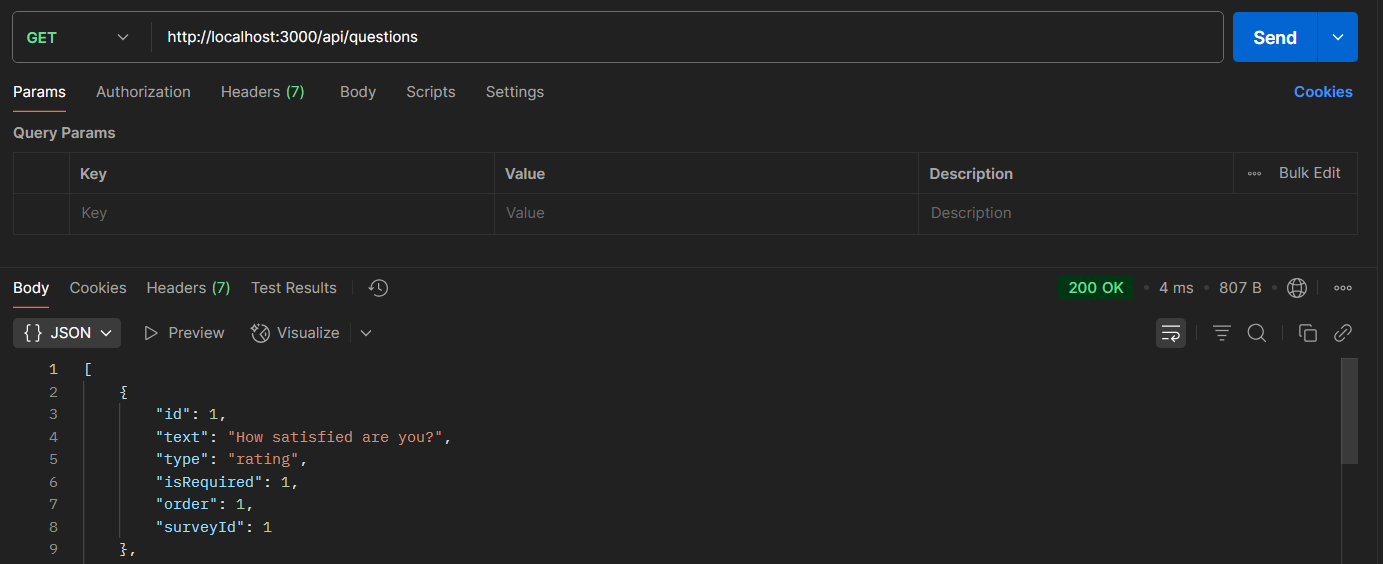 GET http://localhost:3000/api/questions Send
Params Authorization Headers (7) Body Scripts Settings Cookies
Query Params
Key Value Description Bulk Edit
Key Value Description
Body Cookies Headers (7) Test Results 200 OK • 4 ms • 807 B •
{} JSON Preview Visualize
1 [
2 {
3 "id": 1,
4 "text": "How satisfied are you?",
5 "type": "rating",
6 "isRequired": 1,
7 "order": 1,
8 "surveyId": 1
9 },